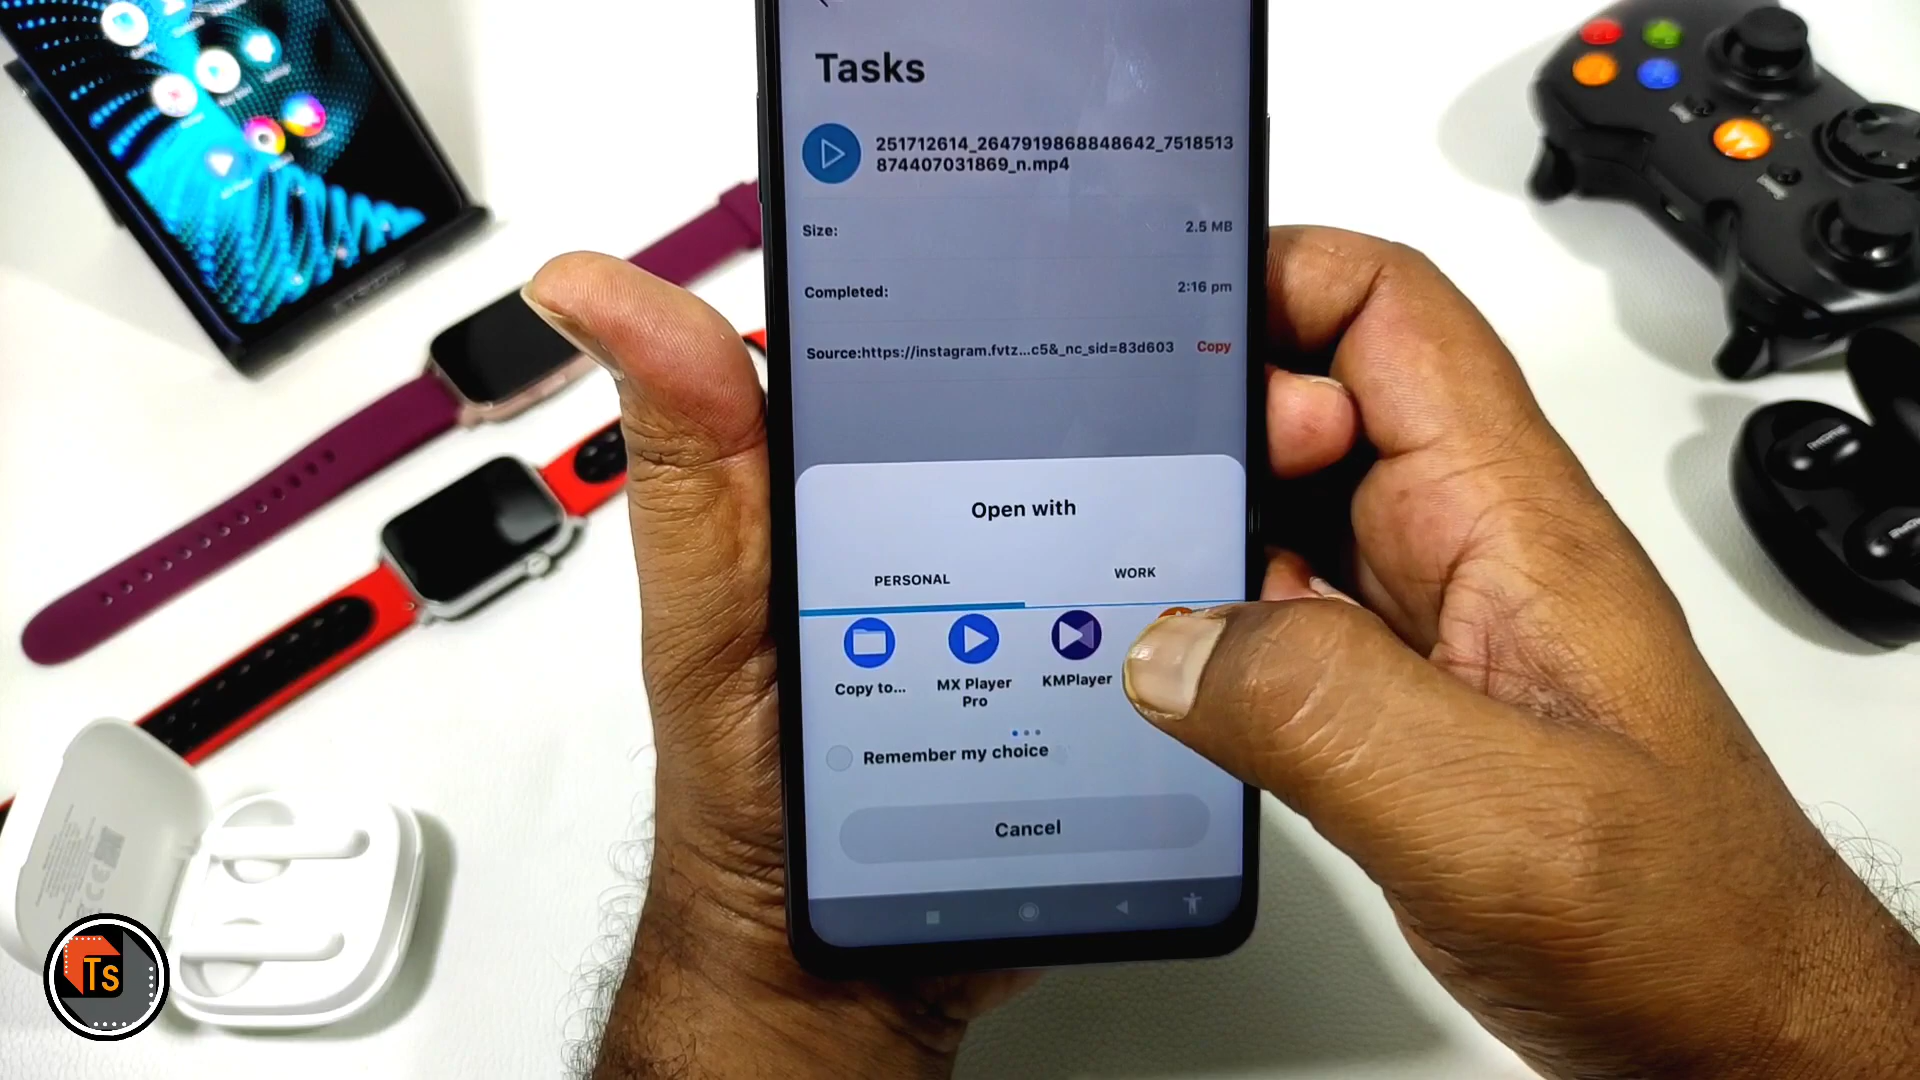 Tasks
251712614_2647919868848642_7518513
874407031869_n.mp4
Size:
2.5 MB
Completed:
2:16 pm
Source:https://instagram.fvtz...c5&_nc_sid=83d603
Copy
Open with
PERSONAL
WORK
Copy to...
MX Player
Pro
KMPlayer
Remember my choice
Cancel
Ts